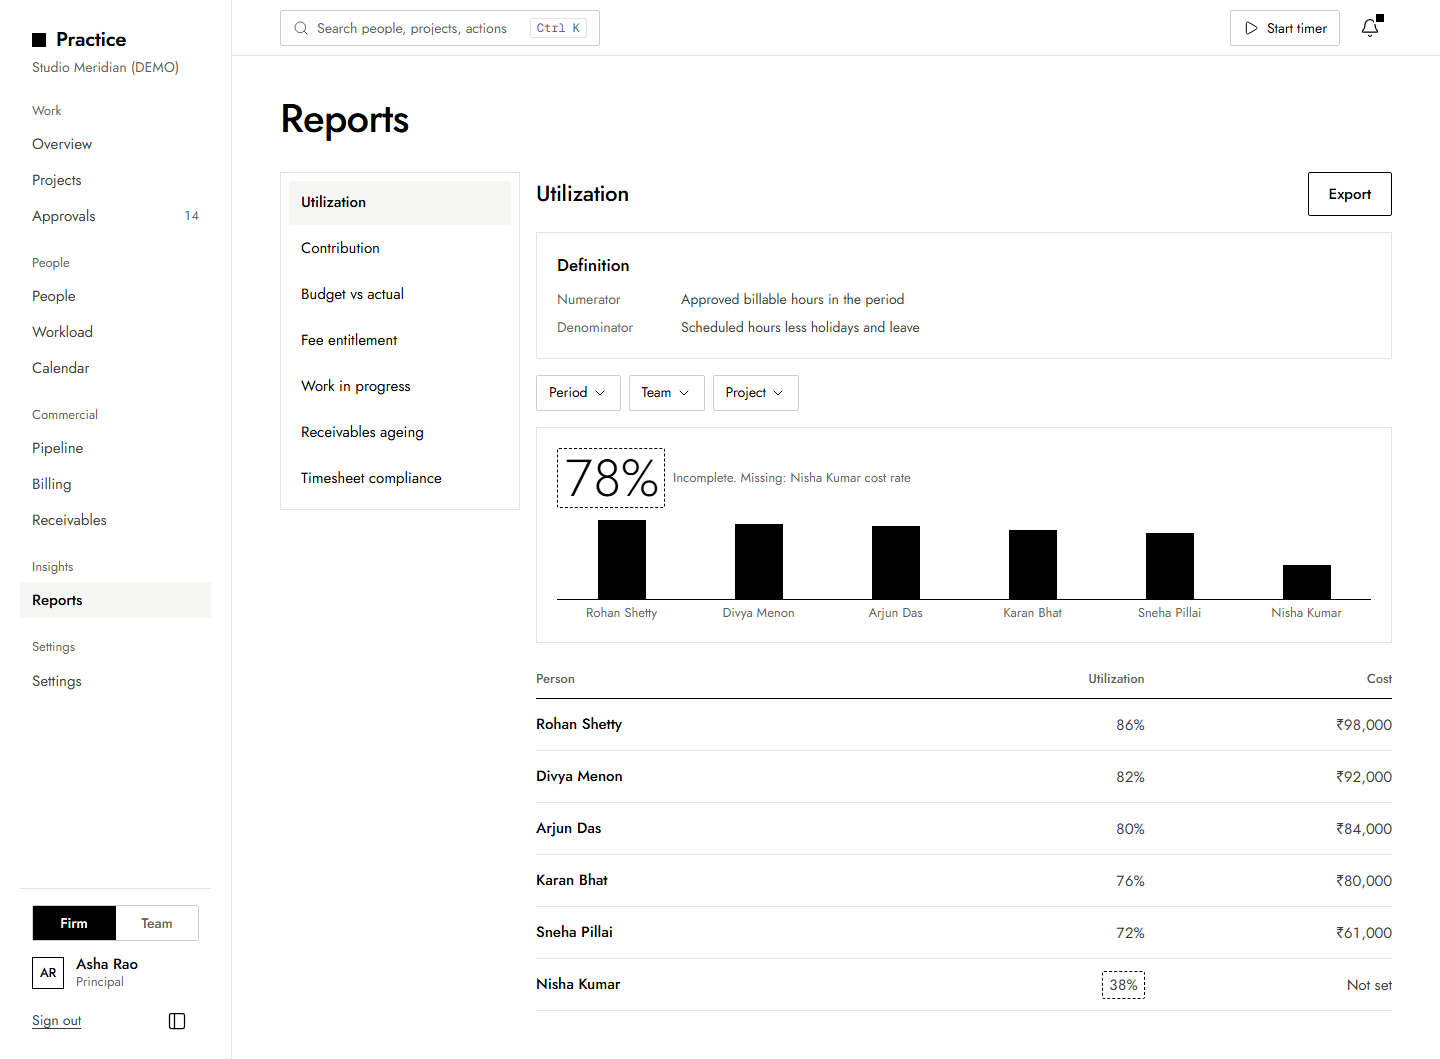 Practice
Studio Meridian (DEMO)
Work
Overview
Projects
Approvals 14
People
People
Workload
Calendar
Commercial
Pipeline
Billing
Receivables
Insights
Reports
Settings
Settings
Firm Team
AR
Asha Rao
Principal
Sign out
Search people, projects, actions Ctrl K
Start timer
Reports
Utilization
Contribution
Budget vs actual
Fee entitlement
Work in progress
Receivables ageing
Timesheet compliance
Utilization
Export
Definition
Numerator Approved billable hours in the period
Denominator Scheduled hours less holidays and leave
Period Team Project
78% Incomplete. Missing: Nisha Kumar cost rate
Rohan Shetty Divya Menon Arjun Das Karan Bhat Sneha Pillai Nisha Kumar
Person Utilization Cost
Rohan Shetty 86% ₹98,000
Divya Menon 82% ₹92,000
Arjun Das 80% ₹84,000
Karan Bhat 76% ₹80,000
Sneha Pillai 72% ₹61,000
Nisha Kumar 38% Not set